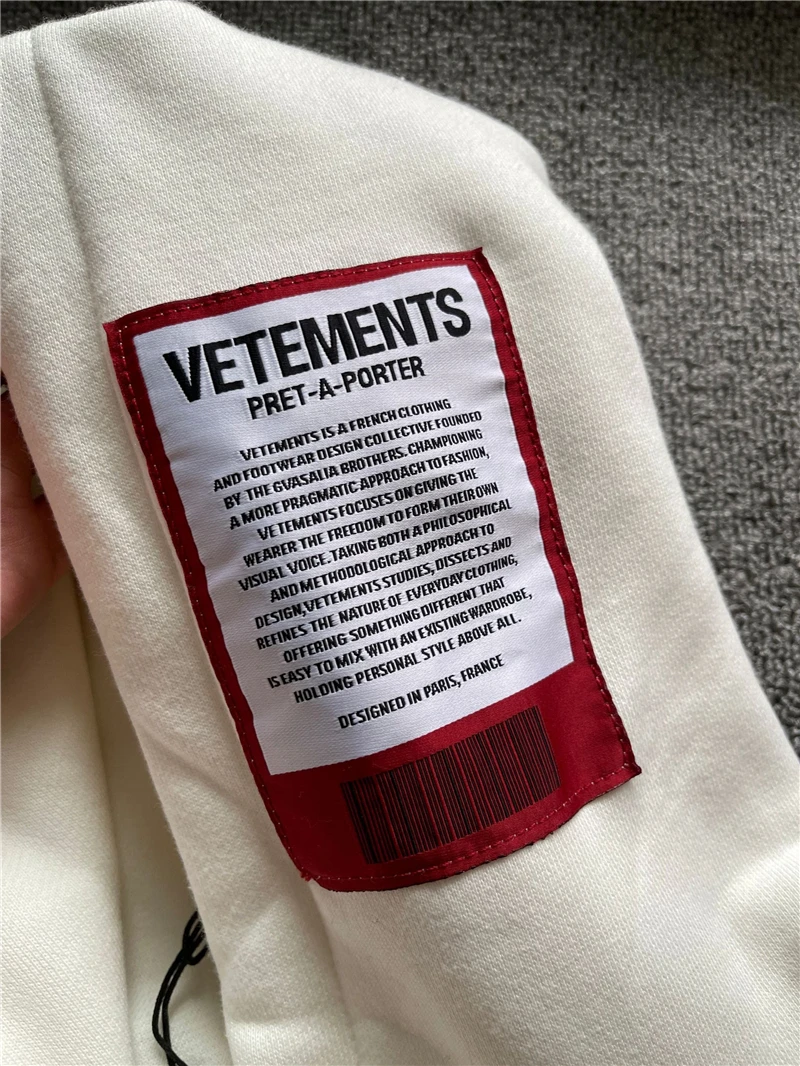 VETEMENTS
PRET-A-PORTER
VETEMENTS IS A FRENCH CLOTHING
AND FOOTWEAR DESIGN COLLECTIVE FOUNDED
BY THE GVASALIA BROTHERS. CHAMPIONING
A MORE PRAGMATIC APPROACH TO FASHION,
VETEMENTS FOCUSES ON GIVING THE
WEARER THE FREEDOM TO FORM THEIR OWN
VISUAL VOICE. TAKING BOTH A PHILOSOPHICAL
AND METHODOLOGICAL APPROACH TO
DESIGN, VETEMENTS STUDIES, DISSECTS AND
REFINES THE NATURE OF EVERYDAY CLOTHING,
OFFERING SOMETHING DIFFERENT THAT
IS EASY TO MIX WITH AN EXISTING WARDROBE,
HOLDING PERSONAL STYLE ABOVE ALL.
DESIGNED IN PARIS, FRANCE